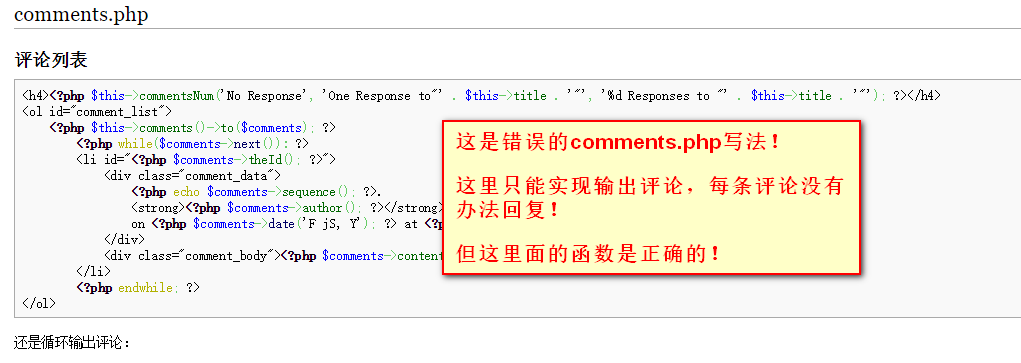 comments.php
评论列表
<h4><?php $this->commentsNum('No Response', 'One Response to"' . $this->title . '"', '%d Responses to "' . $this->title . '"'); ?></h4>
<ol id="comment_list">
<?php $this->comments()->to($comments); ?>
<?php while($comments->next()): ?>
<li id="<?php $comments->theId(); ?>">
<div class="comment_data">
<?php echo $comments->sequence(); ?>.
<strong><?php $comments->author(); ?></strong>
on <?php $comments->date('F jS, Y'); ?> at <?p
</div>
<div class="comment_body"><?php $comments->content
</li>
<?php endwhile; ?>
</ol>
这是错误的comments.php写法！
这里只能实现输出评论，每条评论没有
办法回复！
但这里面的函数是正确的！
还是循环输出评论：